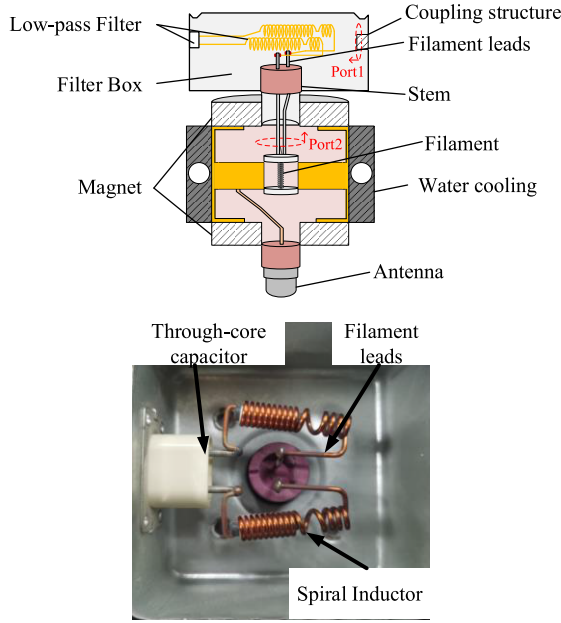 Low-pass Filter
Coupling structure
Filament leads
Port1
Filter Box
Stem
Port2
Filament
Magnet
Water cooling
Antenna
Through-core
capacitor
Filament
leads
Spiral Inductor